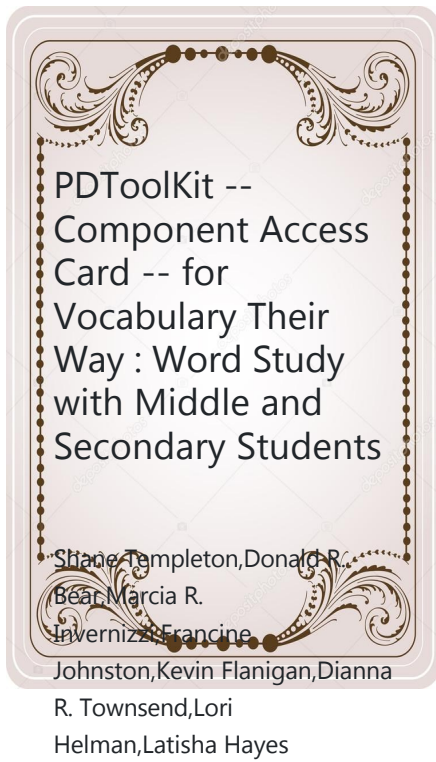 PDToolKit --
Component Access
Card -- for
Vocabulary Their
Way : Word Study
with Middle and
Secondary Students
Shane Templeton,Donald R.
Bear,Marcia R.
Invernizzi,Francine
Johnston,Kevin Flanigan,Dianna
R. Townsend,Lori
Helman,Latisha Hayes